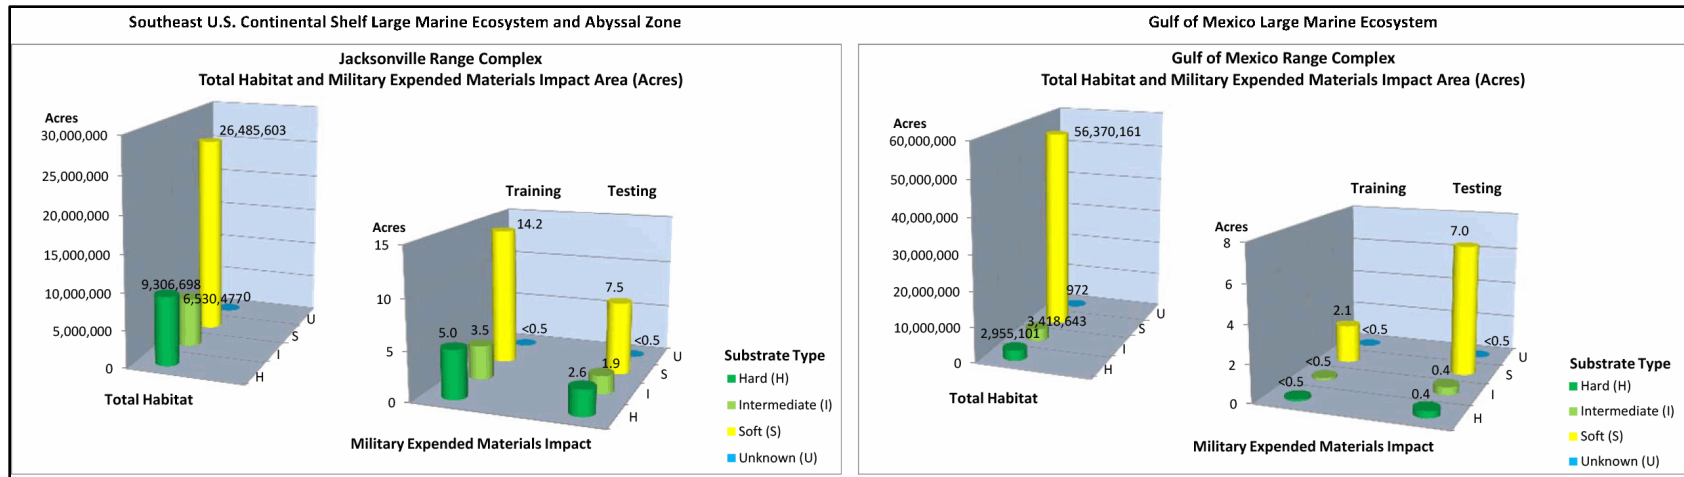 Southeast U.S. Continental Shelf Large Marine Ecosystem and Abyssal Zone
Jacksonville Range Complex
Total Habitat and Military Expended Materials Impact Area (Acres)
Acres
30,000,000
25,000,000
20,000,000
15,000,000
10,000,000
5,000,000
0
26,485,603
9,306,698
6,530,477
0
U
S
I
H
Total Habitat
Training
Testing
Acres
15
10
5
0
14.2
7.5
5.0
3.5
<0.5
<0.5
2.6
1.9
U
S
I
H
Military Expended Materials Impact
Substrate Type
Hard (H)
Intermediate (I)
Soft (S)
Unknown (U)
Gulf of Mexico Large Marine Ecosystem
Gulf of Mexico Range Complex
Total Habitat and Military Expended Materials Impact Area (Acres)
Acres
60,000,000
50,000,000
40,000,000
30,000,000
20,000,000
10,000,000
0
56,370,161
972
3,418,643
2,955,101
U
S
I
H
Total Habitat
Training
Testing
Acres
8
6
4
2
0
7.0
2.1
<0.5
<0.5
<0.5
<0.5
0.4
0.4
U
S
I
H
Military Expended Materials Impact
Substrate Type
Hard (H)
Intermediate (I)
Soft (S)
Unknown (U)